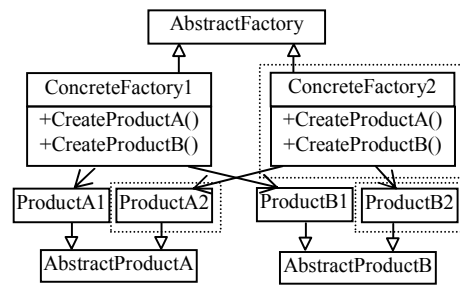 AbstractFactory
ConcreteFactory1
+CreateProductA()
+CreateProductB()
ConcreteFactory2
+CreateProductA()
+CreateProductB()
ProductA1
ProductA2
ProductB1
ProductB2
AbstractProductA
AbstractProductB